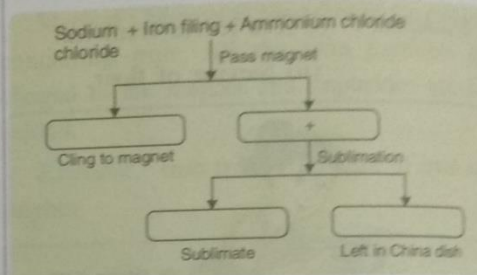 Sodium + Iron filing + Ammonium chloride
chloride
Pass magnet
+
Cling to magnet
Sublimation
Sublimate
Left in China dish